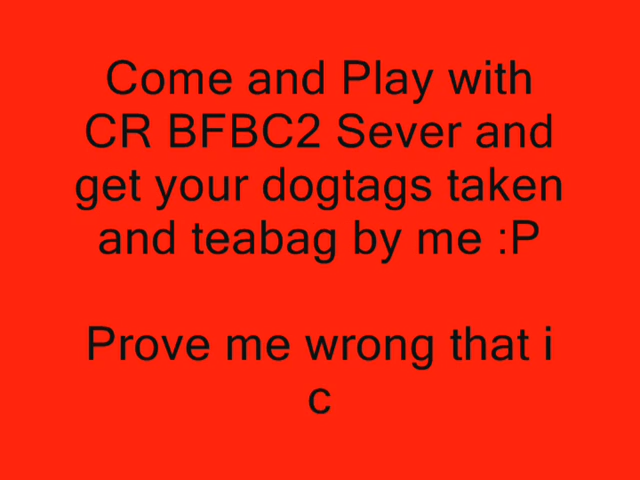 Come and Play with
CR BFBC2 Sever and
get your dogtags taken
and teabag by me :P
Prove me wrong that i
c